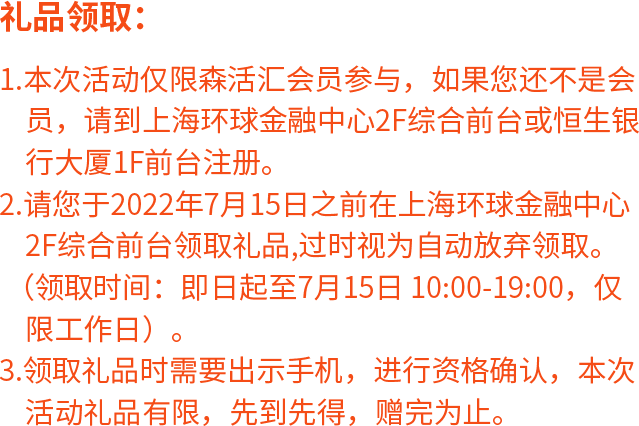 礼品领取：
1.本次活动仅限森活汇会员参与，如果您还不是会
员，请到上海环球金融中心2F综合前台或恒生银
行大厦1F前台注册。
2.请您于2022年7月15日之前在上海环球金融中心
2F综合前台领取礼品,过时视为自动放弃领取。
（领取时间：即日起至7月15日 10:00-19:00，仅
限工作日）。
3.领取礼品时需要出示手机，进行资格确认，本次
活动礼品有限，先到先得，赠完为止。